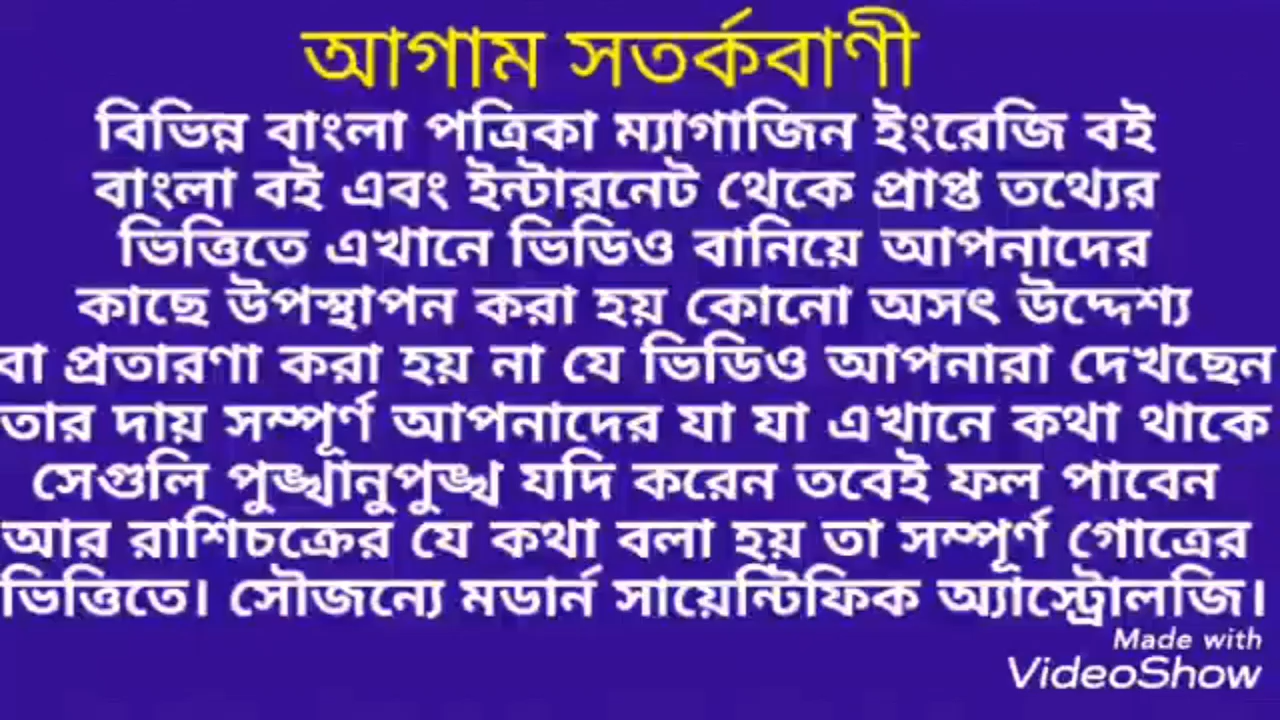 আগাম সতর্কবাণী
বিভিন্ন বাংলা পত্রিকা ম্যাগাজিন ইংরেজি বই
বাংলা বই এবং ইন্টারনেট থেকে প্রাপ্ত তথ্যের
ভিত্তিতে এখানে ভিডিও বানিয়ে আপনাদের
কাছে উপস্থাপন করা হয় কোনো অসৎ উদ্দেশ্য
বা প্রতারণা করা হয় না যে ভিডিও আপনারা দেখছেন
তার দায় সম্পূর্ণ আপনাদের যা যা এখানে কথা থাকে
সেগুলি পুঙ্খানুপুঙ্খ যদি করেন তবেই ফল পাবেন
আর রাশিচক্রের যে কথা বলা হয় তা সম্পূর্ণ গোত্রের
ভিত্তিতে। সৌজন্যে মডার্ন সায়েন্টিফিক অ্যাস্ট্রোলজি।
Made with
VideoShow